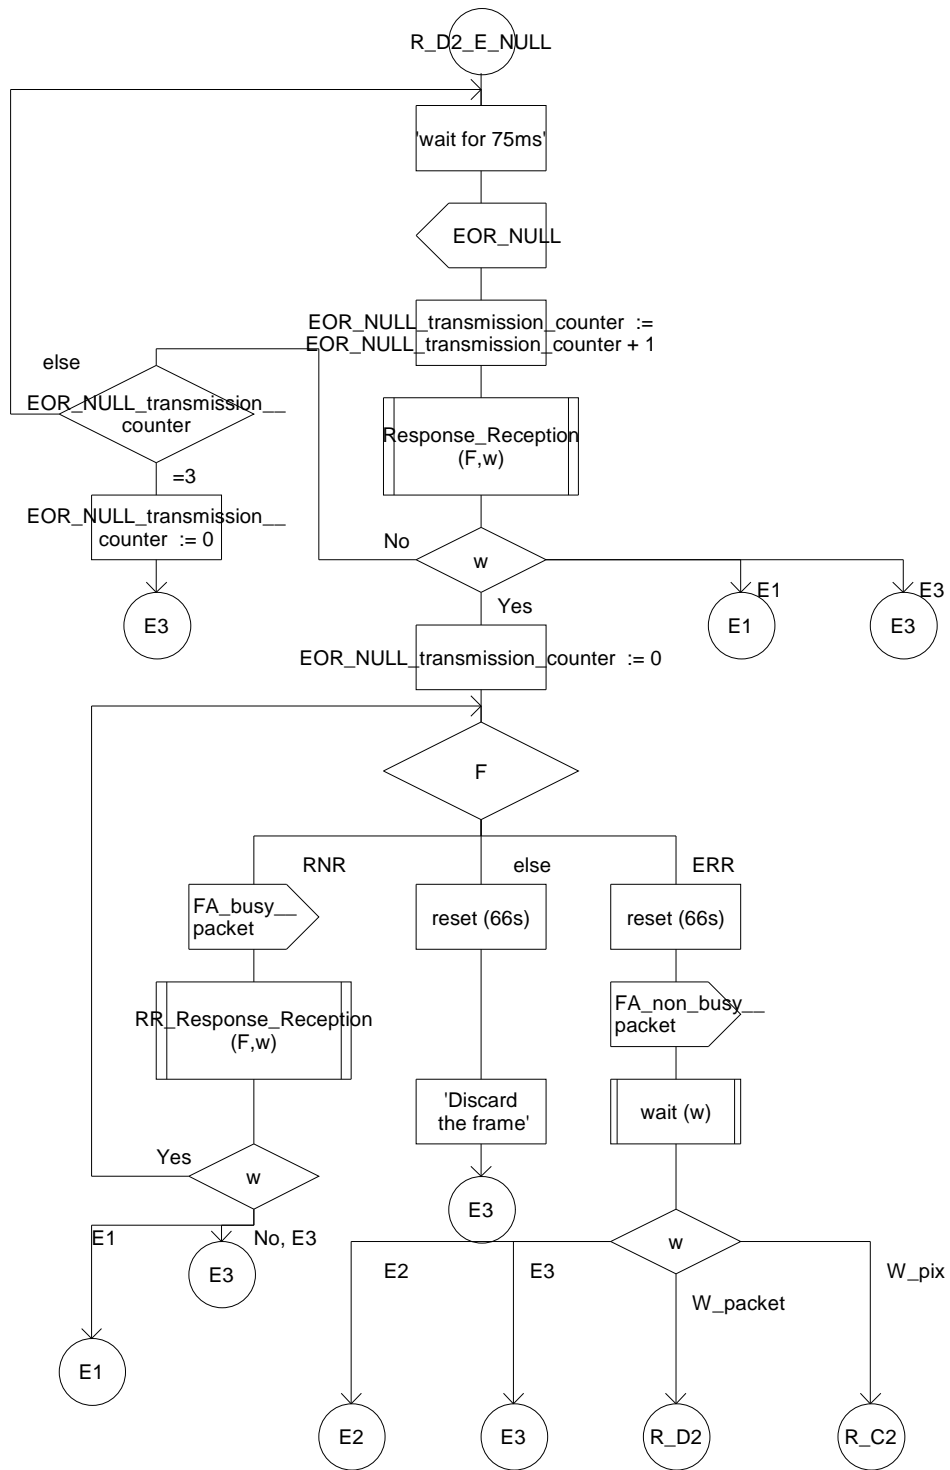 R_D2_E_NULL
'wait for 75ms'
EOR_NULL
EOR_NULL_transmission_counter :=
EOR_NULL_transmission_counter + 1
else
EOR_NULL_transmission__
counter
Response_Reception
(F,w)
=3
EOR_NULL_transmission__
counter := 0
No
w
E1
E3
Yes
E3
E1
E3
EOR_NULL_transmission_counter := 0
F
RNR
else
ERR
FA_busy__
packet
reset (66s)
reset (66s)
FA_non_busy__
packet
RR_Response_Reception
(F,w)
'Discard
the frame'
wait (w)
Yes
w
E3
E1
No, E3
w
E3
E2
E3
W_pix
W_packet
E1
E2
E3
R_D2
R_C2